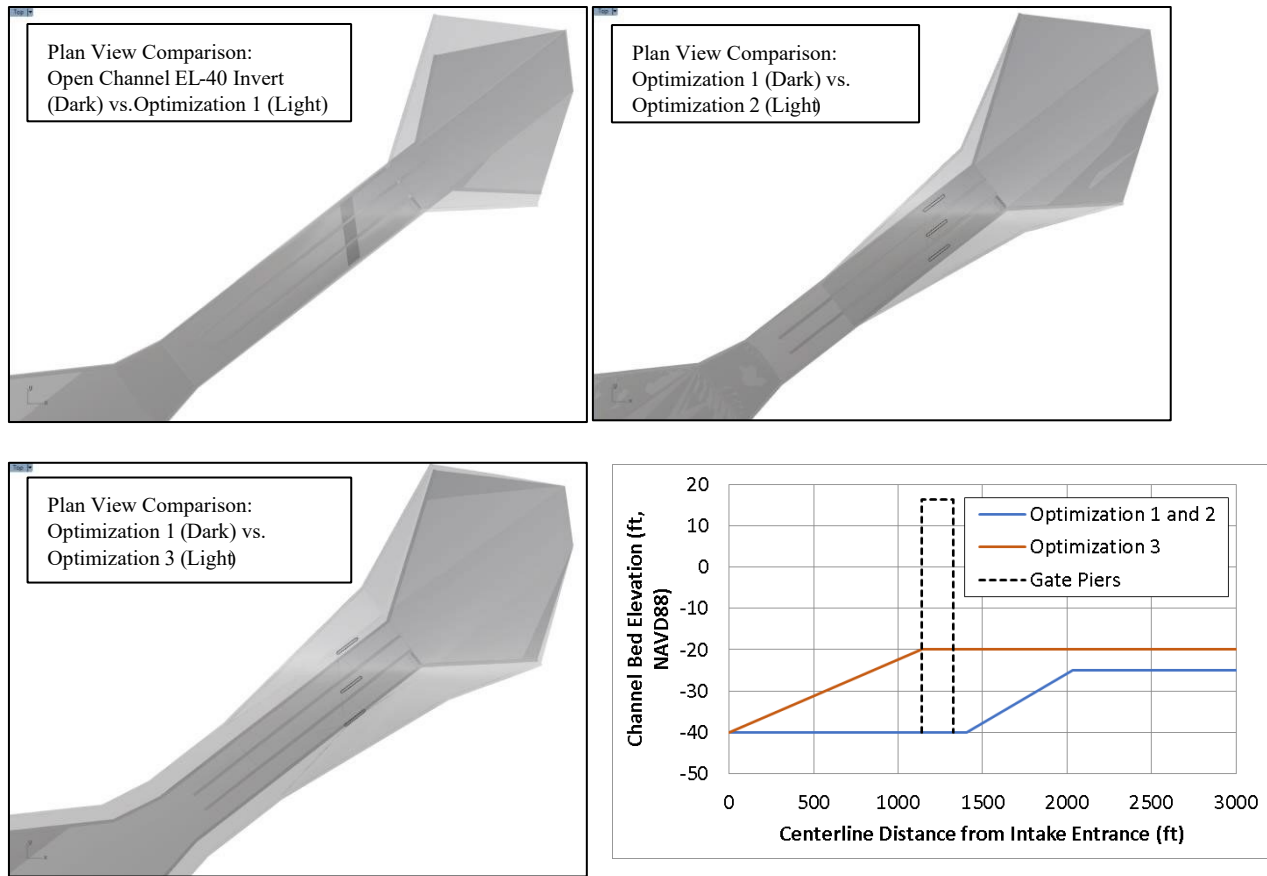 Top
Plan View Comparison:
Open Channel EL-40 Invert
(Dark) vs.Optimization 1 (Light)
Top
Plan View Comparison:
Optimization 1 (Dark) vs.
Optimization 2 (Light)
Top
Plan View Comparison:
Optimization 1 (Dark) vs.
Optimization 3 (Light)
Channel Bed Elevation (ft,
NAVD88)
20
10
0
-10
-20
-30
-40
-50
Optimization 1 and 2
Optimization 3
Gate Piers
0 500 1000 1500 2000 2500 3000
Centerline Distance from Intake Entrance (ft)